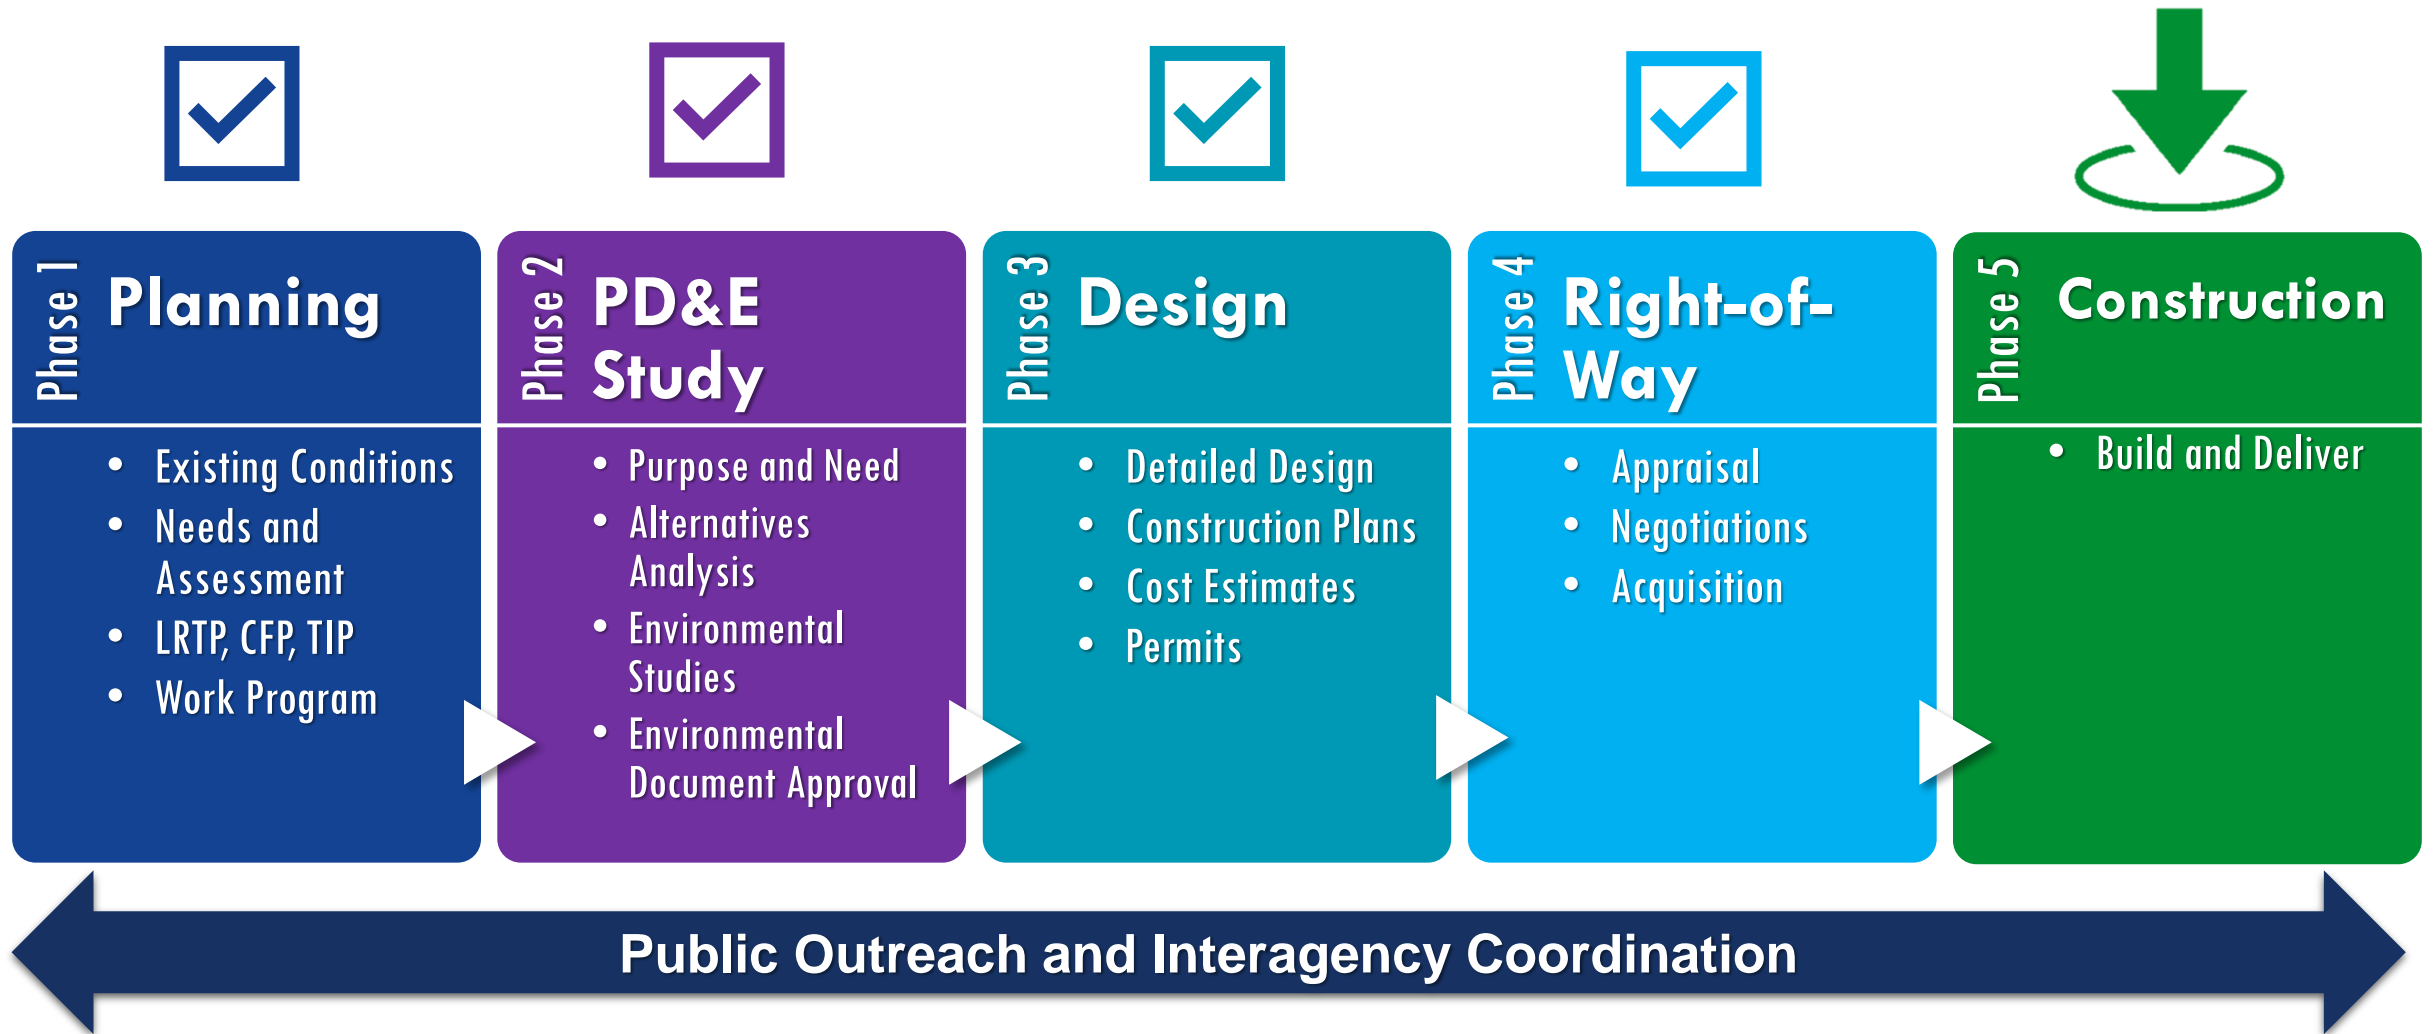 Phase 1
Planning
• Existing Conditions
• Needs and
Assessment
• LRTP, CFP, TIP
• Work Program
Phase 2
PD&E
Study
• Purpose and Need
• Alternatives
Analysis
• Environmental
Studies
• Environmental
Document Approval
Phase 3
Design
• Detailed Design
• Construction Plans
• Cost Estimates
• Permits
Phase 4
Right-of-
Way
• Appraisal
• Negotiations
• Acquisition
Phase 5
Construction
• Build and Deliver
Public Outreach and Interagency Coordination